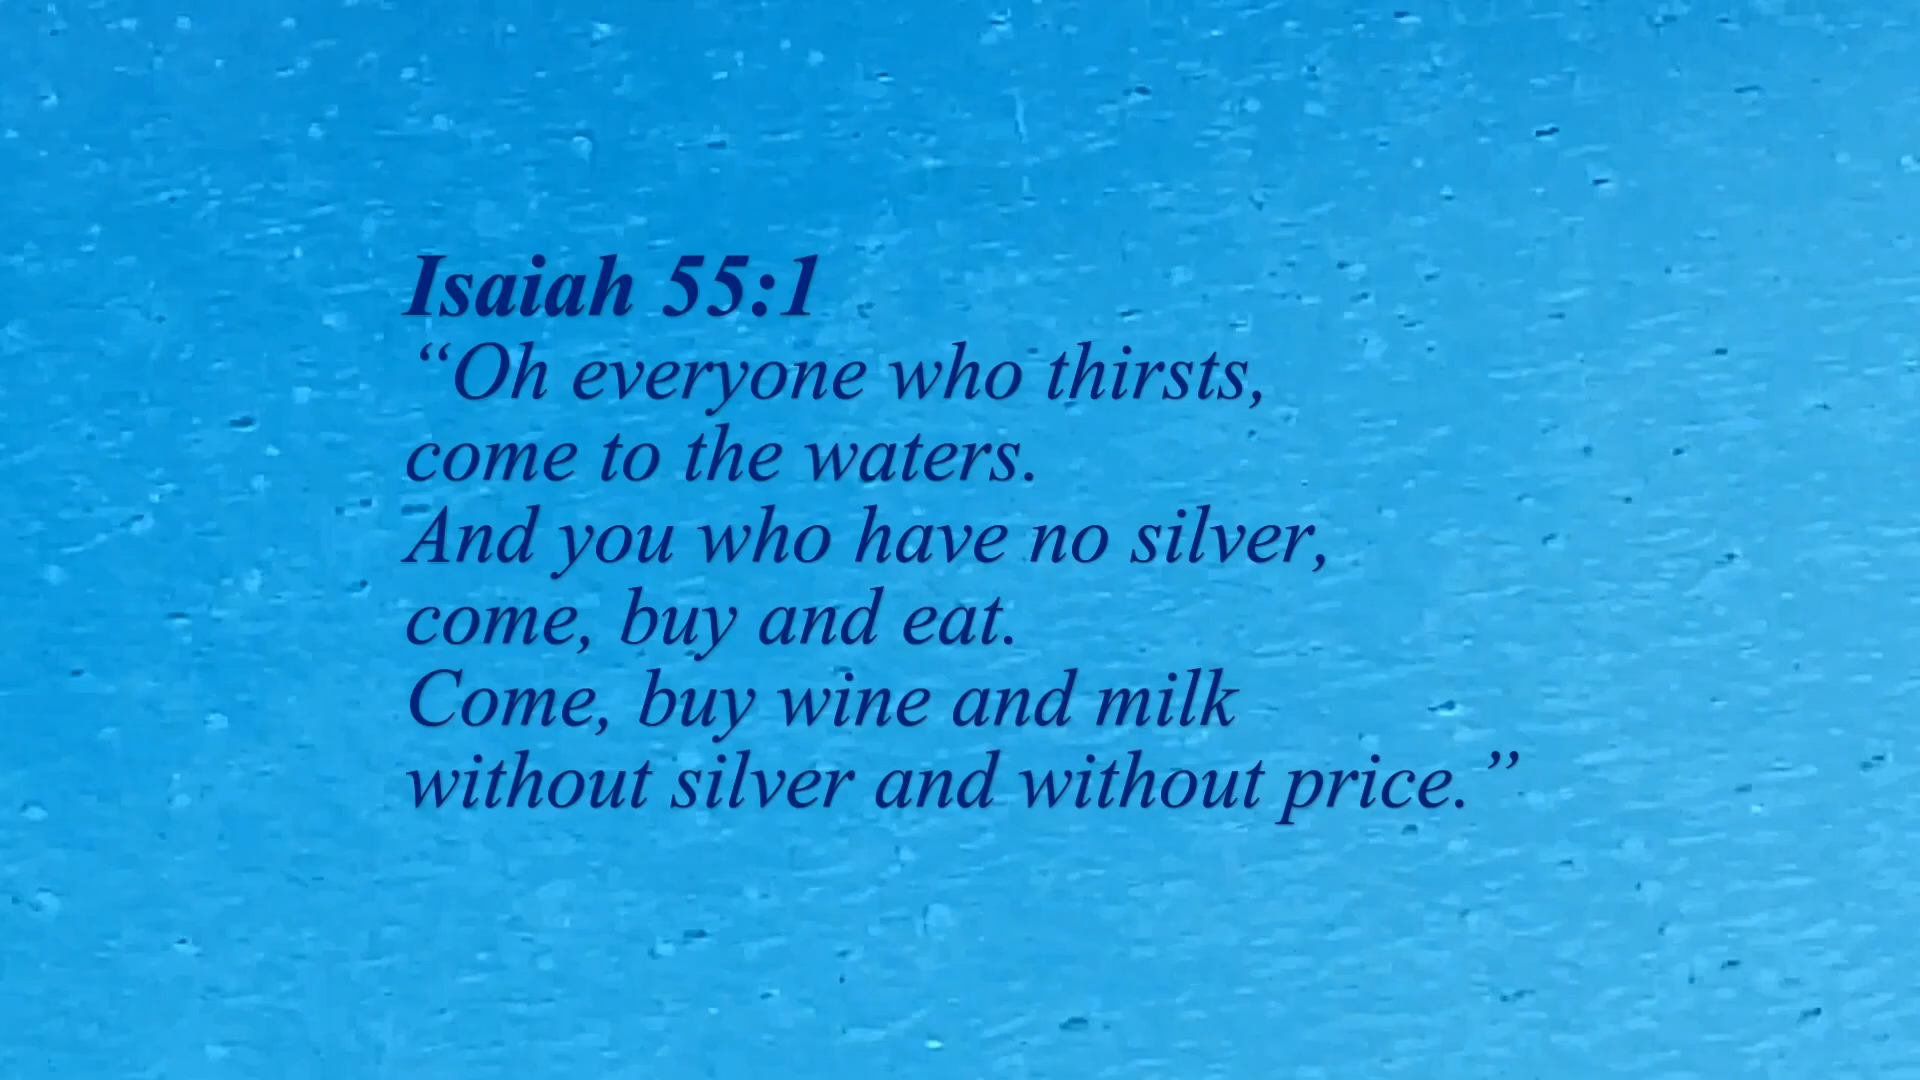 Isaiah 55:1
“Oh everyone who thirsts,
come to the waters.
And you who have no silver,
come, buy and eat.
Come, buy wine and milk
without silver and without price.”